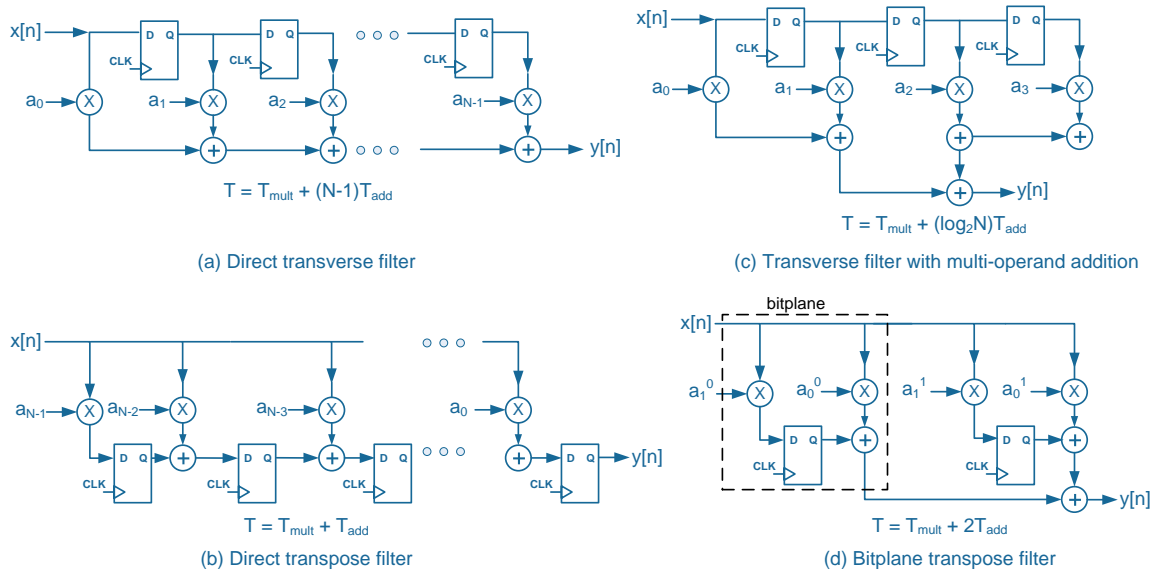 x[n]
D Q
D Q
D Q
CLK
CLK
CLK
a0 X
a1 X
a2 X
aN-1 X
+ + + y[n]
T = Tmult + (N-1)Tadd
(a) Direct transverse filter
x[n]
D Q
D Q
D Q
CLK
CLK
CLK
a0 X
a1 X
a2 X
a3 X
+ + +
+ y[n]
T = Tmult + (log2N)Tadd
(c) Transverse filter with multi-operand addition
x[n]
aN-1 X
aN-2 X
aN-3 X
a0 X
D Q
+
D Q
+
D Q
+
D Q
y[n]
CLK
CLK
CLK
CLK
T = Tmult + Tadd
(b) Direct transpose filter
bitplane
x[n]
a1^0 X
a0^0 X
a1^1 X
a0^1 X
D Q
+
D Q
+
CLK
CLK
+ y[n]
T = Tmult + 2Tadd
(d) Bitplane transpose filter